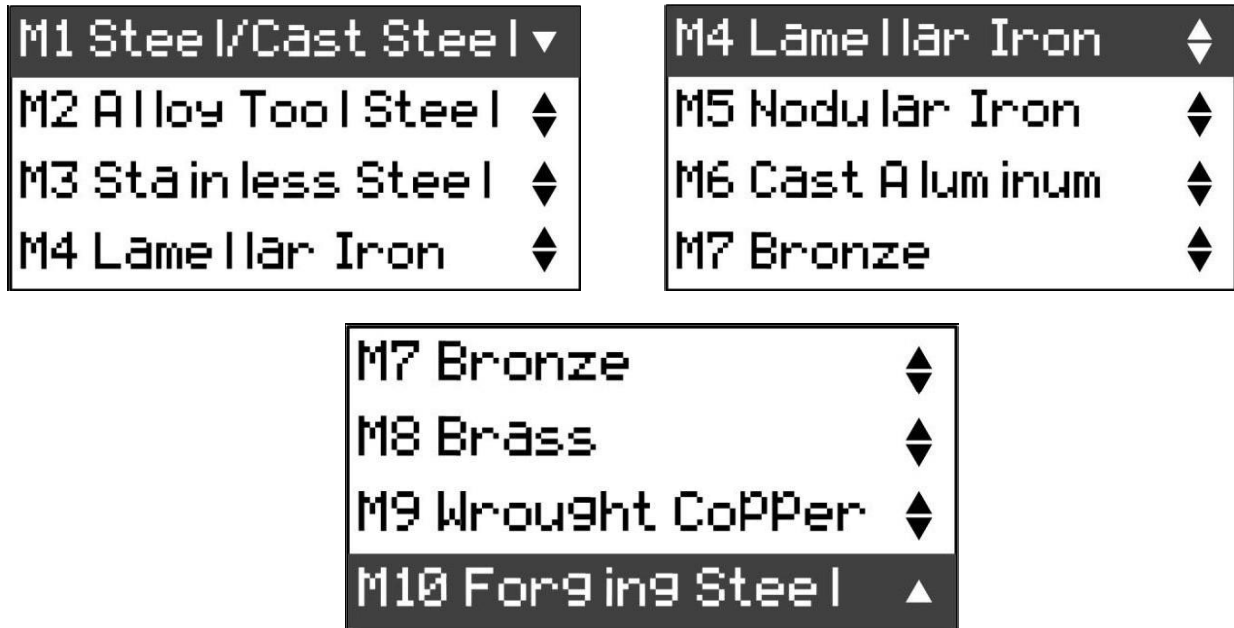 M1 Steel/Cast Steel ▼
M2 Alloy Tool Steel
M3 Stainless Steel
M4 Lamellar Iron
M4 Lamellar Iron
M5 Nodular Iron
M6 Cast Aluminum
M7 Bronze
M7 Bronze
M8 Brass
M9 Wrought Copper
M10 Forging Steel